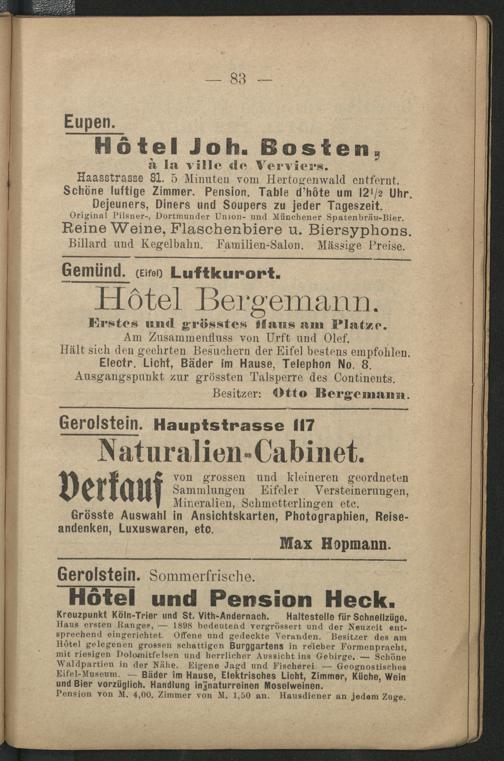 — 83 —
Eupen.
Hôtel Joh. Bosten,
à la ville de Verviers.
Haasstrasse 81. 5 Minuten vom Hertogenwald entfernt.
Schöne luftige Zimmer. Pension. Table d'hôte um 12½ Uhr.
Dejeuners, Diners und Soupers zu jeder Tageszeit.
Original Pilsner-, Dortmunder Union- und Münchener Spatenbräu-Bier.
Reine Weine, Flaschenbiere u. Biersyphons.
Billard und Kegelbahn. Familien-Salon. Mässige Preise.
Gemünd. (Eifel) Luftkurort.
Hôtel Bergemann.
Erstes und grösstes Haus am Platze.
Am Zusammenfluss von Urft und Olef.
Hält sich den geehrten Besuchern der Eifel bestens empfohlen.
Electr. Licht, Bäder im Hause, Telephon No. 8.
Ausgangspunkt zur grössten Talsperre des Continents.
Besitzer: Otto Bergemann.
Gerolstein. Hauptstrasse 117
Naturalien-Cabinet.
Verkauf von grossen und kleineren geordneten
Sammlungen Eifeler Versteinerungen,
Mineralien, Schmetterlingen etc.
Grösste Auswahl in Ansichtskarten, Photographien, Reise-
andenken, Luxuswaren, etc.
Max Hopmann.
Gerolstein. Sommerfrische.
Hôtel und Pension Heck.
Kreuzpunkt Köln-Trier und St. Vith-Andernach. Haltestelle für Schnellzüge.
Haus ersten Ranges, — 1898 bedeutend vergrössert und der Neuzeit ent-
sprechend eingerichtet. Offene und gedeckte Veranden. Besitzer des am
Hôtel gelegenen grossen schattigen Burggartens in reicher Formenpracht,
mit riesigen Dolomitfelsen und herrlicher Aussicht ins Gebirge. — Schöne
Waldpartien in der Nähe. Eigene Jagd und Fischerei. — Geognostisches
Eifel-Museum. — Bäder im Hause, Elektrisches Licht, Zimmer, Küche, Wein
und Bier vorzüglich. Handlung in naturreinen Moselweinen.
Pension von M. 4,00, Zimmer von M. 1,50 an. Hausdiener an jedem Zuge.